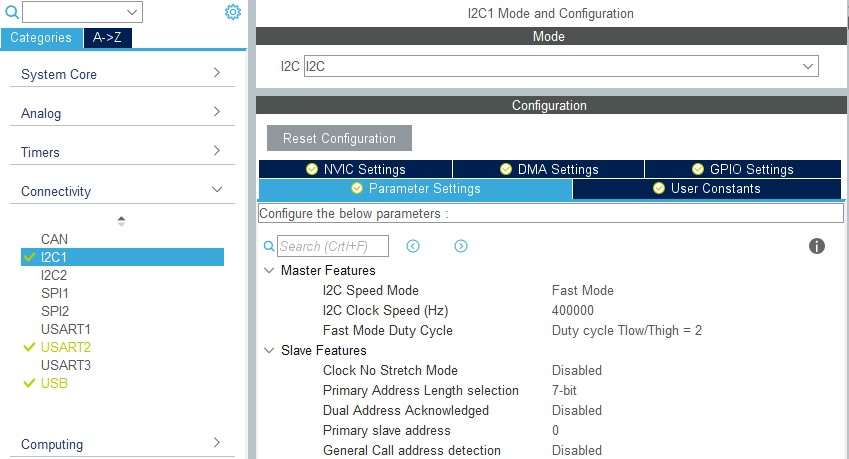 Categories
A->Z
System Core
Analog
Timers
Connectivity
CAN
I2C1
I2C2
SPI1
SPI2
USART1
USART2
USART3
USB
Computing
I2C1 Mode and Configuration
Mode
I2C I2C
Configuration
Reset Configuration
NVIC Settings
DMA Settings
GPIO Settings
Parameter Settings
User Constants
Configure the below parameters :
Search (CrtI+F)
Master Features
I2C Speed Mode Fast Mode
I2C Clock Speed (Hz) 400000
Fast Mode Duty Cycle Duty cycle Tlow/Thigh = 2
Slave Features
Clock No Stretch Mode Disabled
Primary Address Length selection 7-bit
Dual Address Acknowledged Disabled
Primary slave address 0
General Call address detection Disabled